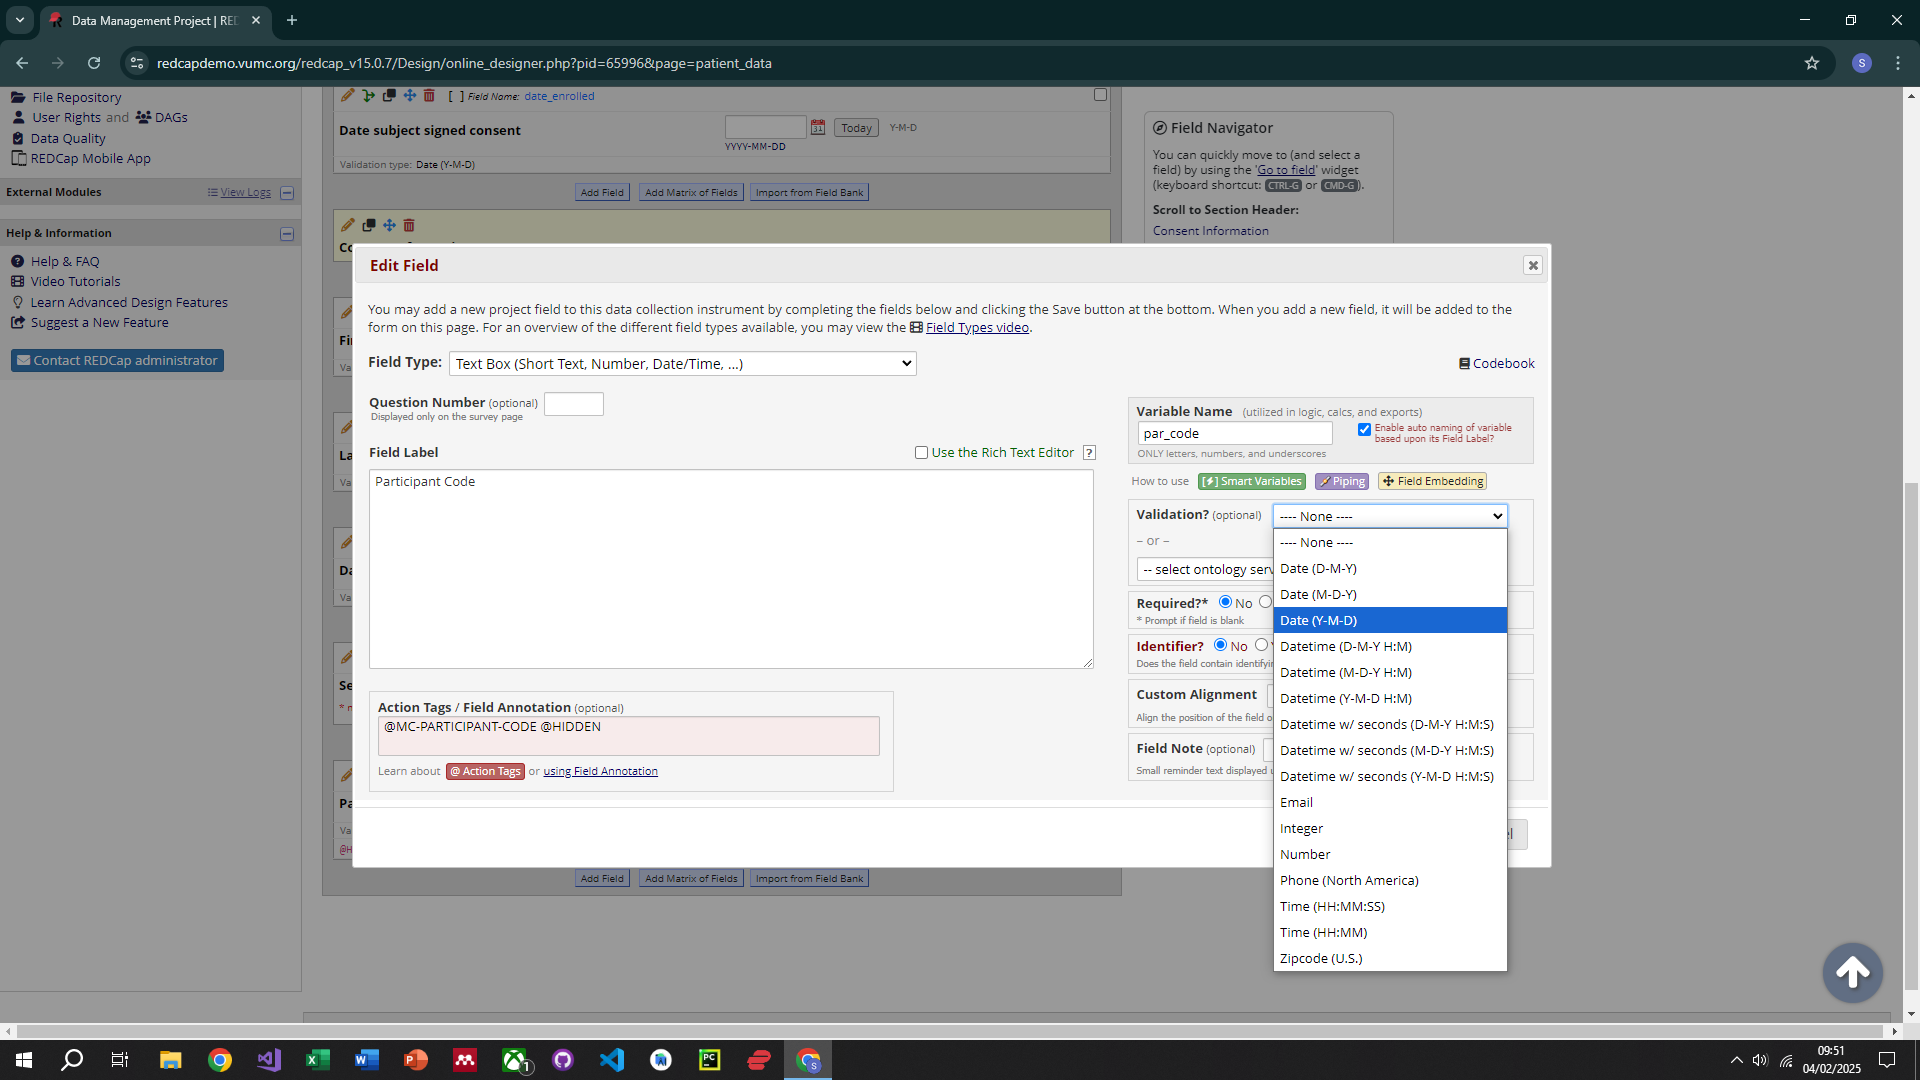 Data Management Project | RED
redcapdemo.vumc.org/redcap_v15.0.7/Design/online_designer.php?pid=65996&page=patient_data
S
File Repository
User Rights and DAGs
Data Quality
REDCap Mobile App
External Modules
View Logs
Help & Information
Help & FAQ
Video Tutorials
Learn Advanced Design Features
Suggest a New Feature
Contact REDCap administrator
[ ] Field Name: date_enrolled
Date subject signed consent
31
Today
Y-M-D
YYYY-MM-DD
Validation type: Date (Y-M-D)
Add Field
Add Matrix of Fields
Import from Field Bank
Field Navigator
You can quickly move to (and select a
field) by using the 'Go to field' widget
(keyboard shortcut: CTRL-G or CMD-G).
Scroll to Section Header:
Consent Information
Co
Fi
Va
La
Va
Da
Va
Se
Pa
Va
@H
Edit Field
You may add a new project field to this data collection instrument by completing the fields below and clicking the Save button at the bottom. When you add a new field, it will be added to the
form on this page. For an overview of the different field types available, you may view the Field Types video.
Field Type:
Text Box (Short Text, Number, Date/Time, ...)
Codebook
Question Number (optional)
Displayed only on the survey page
Field Label
Use the Rich Text Editor ?
Participant Code
Action Tags / Field Annotation (optional)
@MC-PARTICIPANT-CODE @HIDDEN
Learn about @ Action Tags or using Field Annotation
Variable Name (utilized in logic, calcs, and exports)
par_code
Enable auto naming of variable
based upon its Field Label?
ONLY letters, numbers, and underscores
How to use [⚡] Smart Variables Piping Field Embedding
Validation? (optional)
---- None ----
– or –
-- select ontology serv
Required?* No
* Prompt if field is blank
Identifier? No
Does the field contain identifyin
Custom Alignment
Align the position of the field o
Field Note (optional)
Small reminder text displayed u
---- None ----
Date (D-M-Y)
Date (M-D-Y)
Date (Y-M-D)
Datetime (D-M-Y H:M)
Datetime (M-D-Y H:M)
Datetime (Y-M-D H:M)
Datetime w/ seconds (D-M-Y H:M:S)
Datetime w/ seconds (M-D-Y H:M:S)
Datetime w/ seconds (Y-M-D H:M:S)
Email
Integer
Number
Phone (North America)
Time (HH:MM:SS)
Time (HH:MM)
Zipcode (U.S.)
Add Field
Add Matrix of Fields
Import from Field Bank
1
PC
S
09:51
04/02/2025